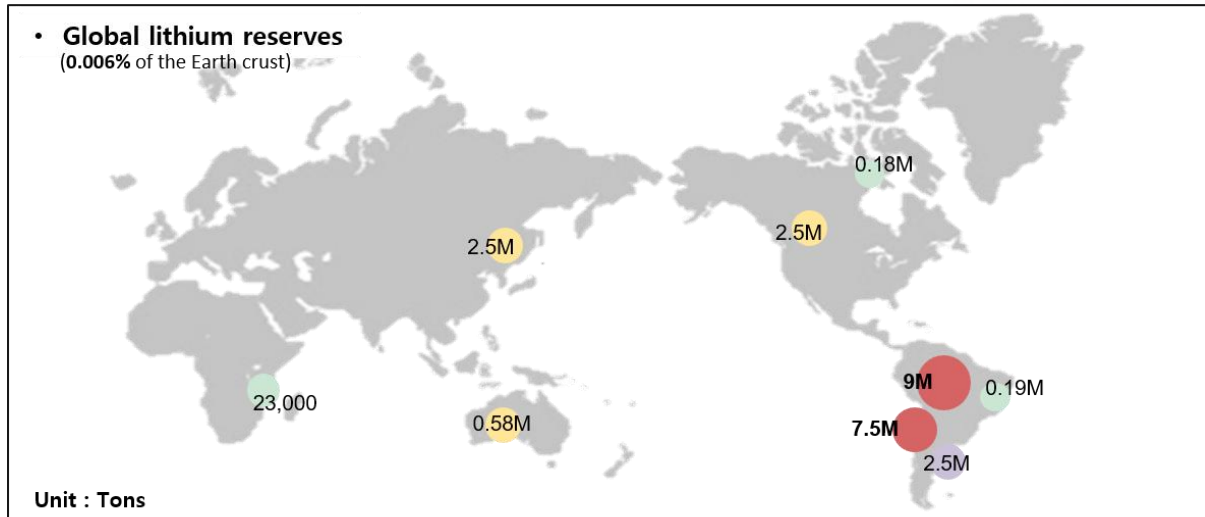 • Global lithium reserves
(0.006% of the Earth crust)
0.18M
2.5M
2.5M
9M
0.19M
23,000
0.58M
7.5M
2.5M
Unit : Tons